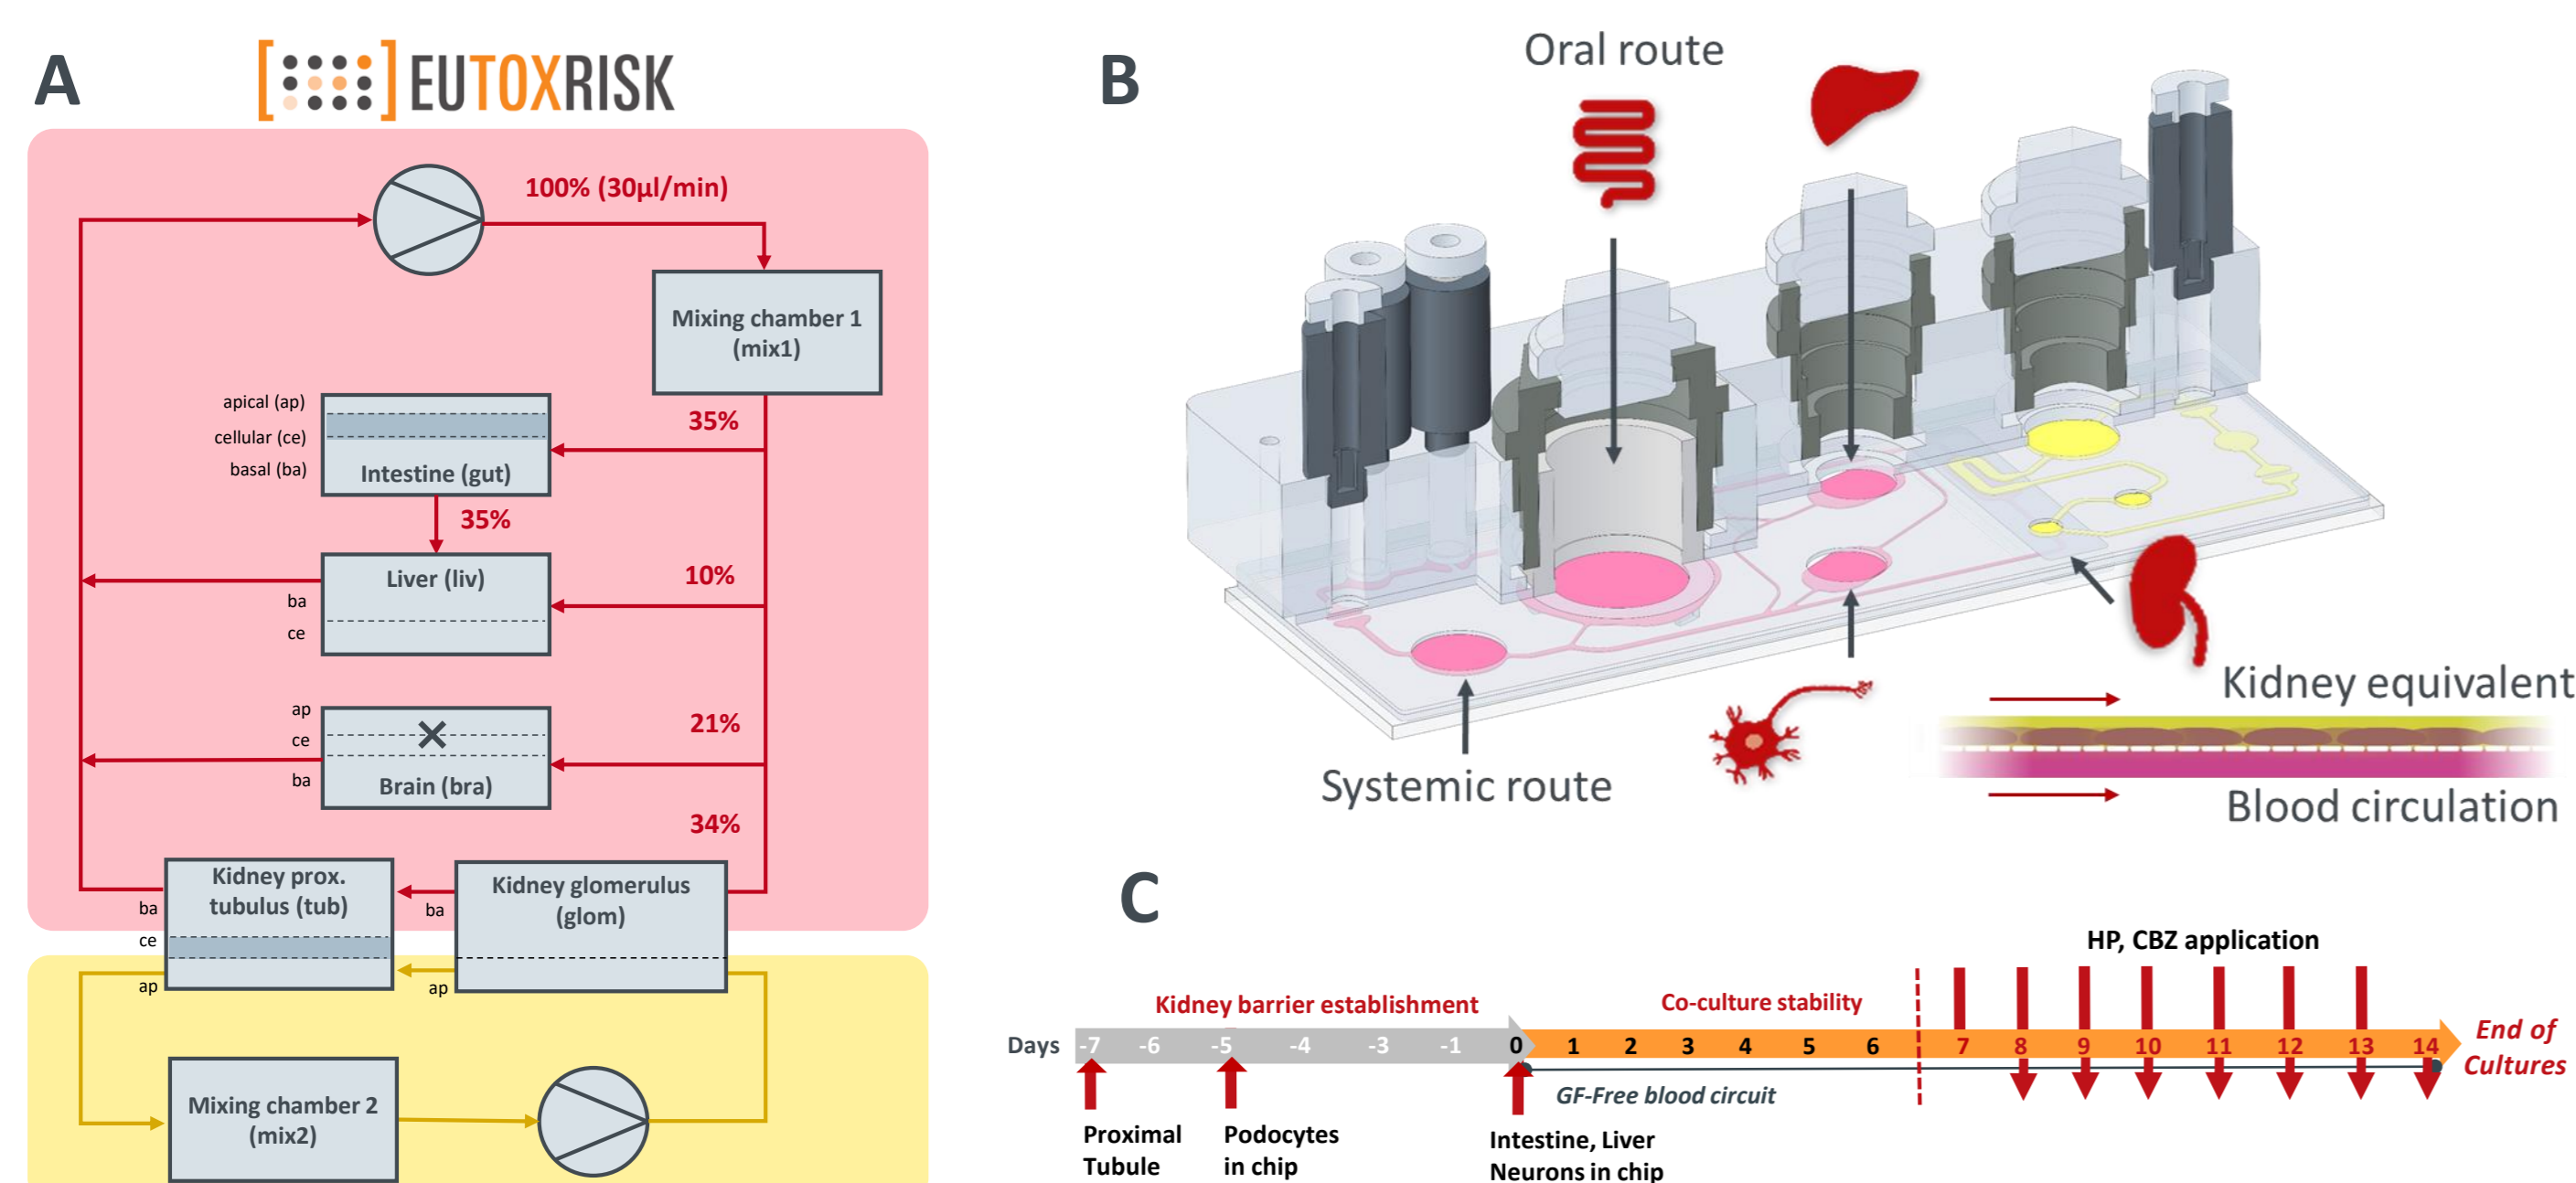 A
EUTOXRISK
100% (30µl/min)
Mixing chamber 1
(mix1)
35%
apical (ap)
cellular (ce)
basal (ba)
Intestine (gut)
35%
Liver (liv)
10%
ba
ce
21%
ap
ce
ba
Brain (bra)
34%
Kidney prox.
tubulus (tub)
Kidney glomerulus
(glom)
ba
ba
ce
ap
ap
Mixing chamber 2
(mix2)
B
Oral route
Systemic route
Kidney equivalent
Blood circulation
C
HP, CBZ application
Kidney barrier establishment
Co-culture stability
Days -7 -6 -5 -4 -3 -1 0 1 2 3 4 5 6 7 8 9 10 11 12 13 14
End of
Cultures
GF-Free blood circuit
Proximal
Tubule
Podocytes
in chip
Intestine, Liver
Neurons in chip